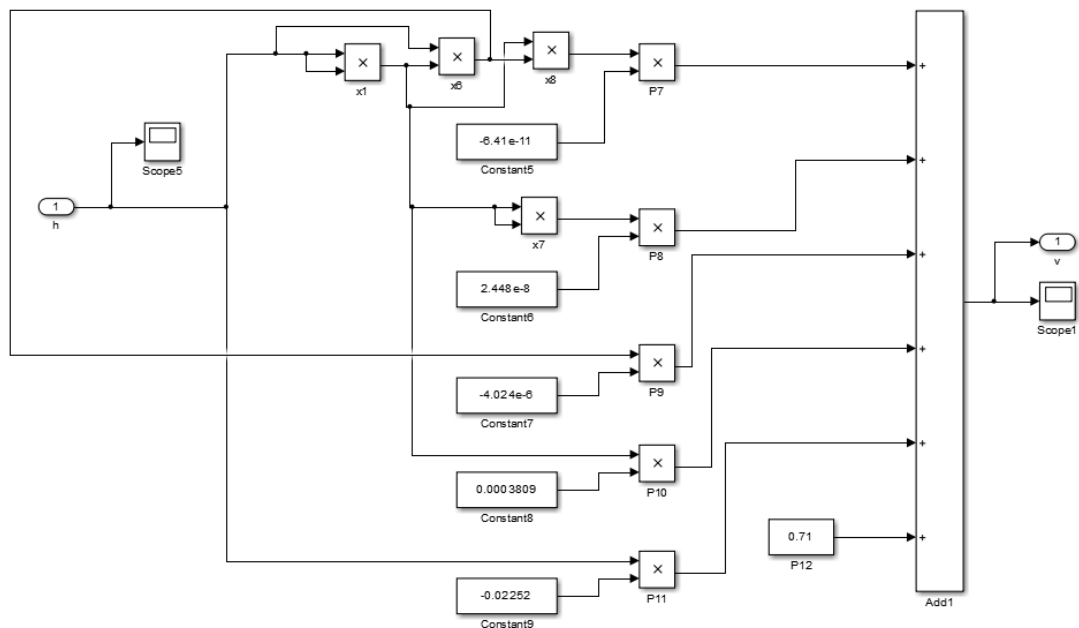 ×
x1
×
x6
×
x8
×
P7
+
-6.41e-11
Constant5
Scope5
+
1
h
×
x7
×
P8
2.448e-8
Constant6
+
1
v
Scope1
×
P9
-4.024e-6
Constant7
+
×
P10
0.0003809
Constant8
+
0.71
P12
+
×
P11
-0.02252
Constant9
Add1